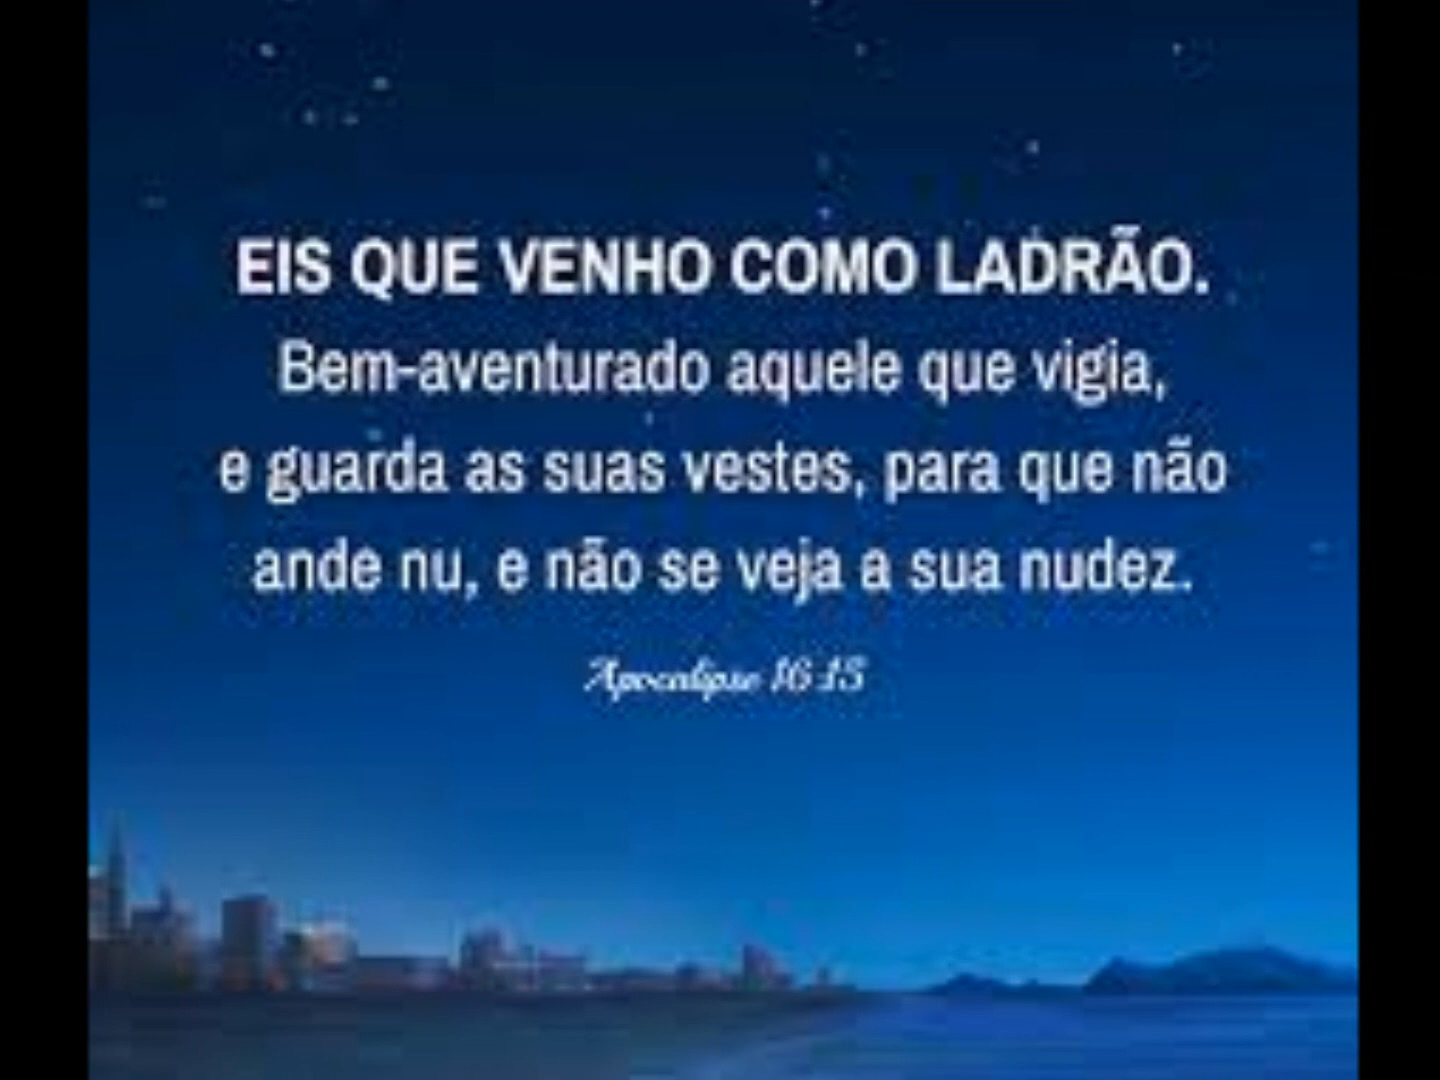 EIS QUE VENHO COMO LADRÃO.
Bem-aventurado aquele que vigia,
e guarda as suas vestes, para que não
ande nu, e não se veja a sua nudez.
Apocalipse 16:15